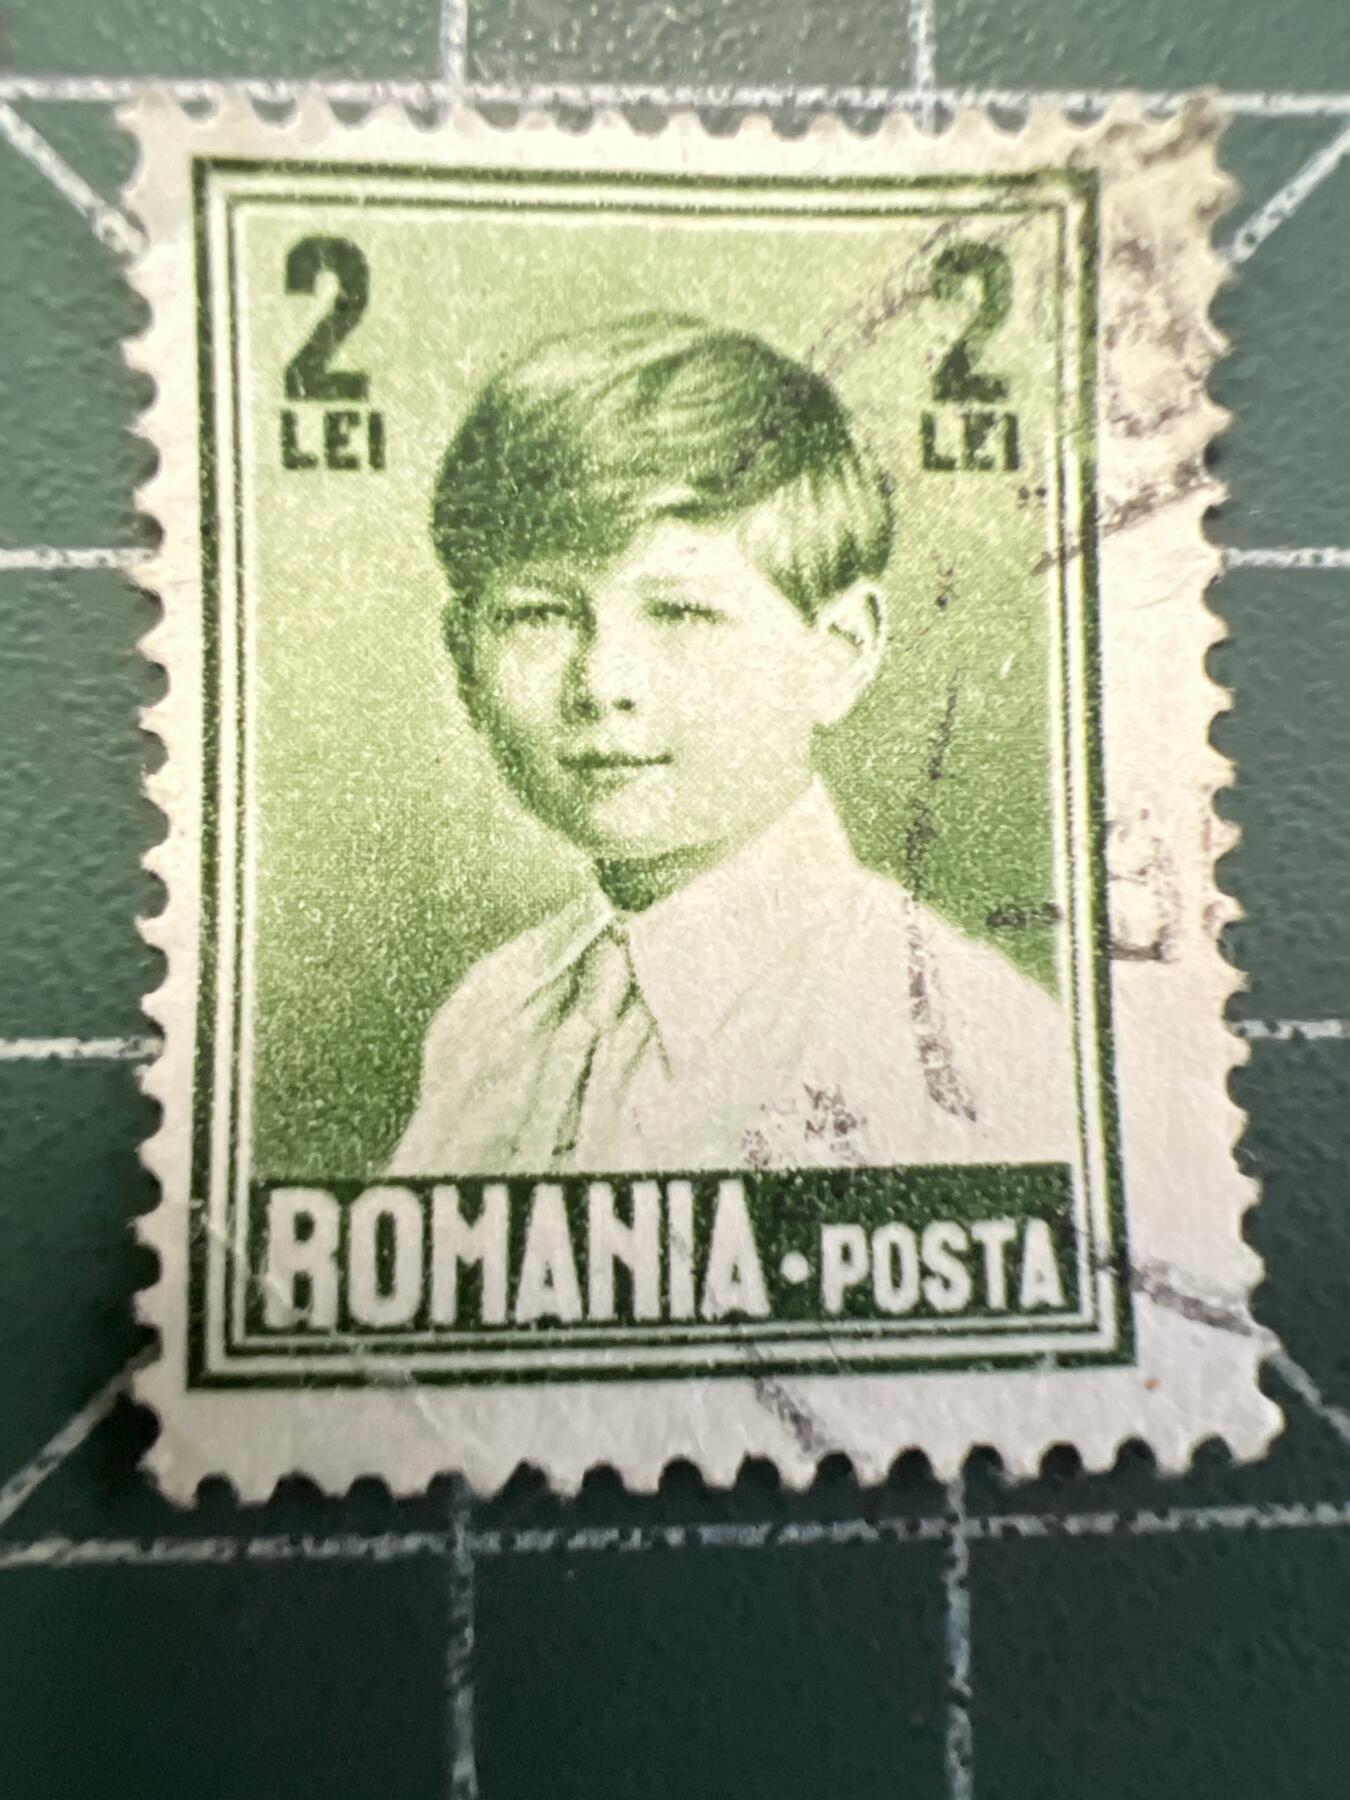 2 2
LEI LEI
ROMANIA • POSTA